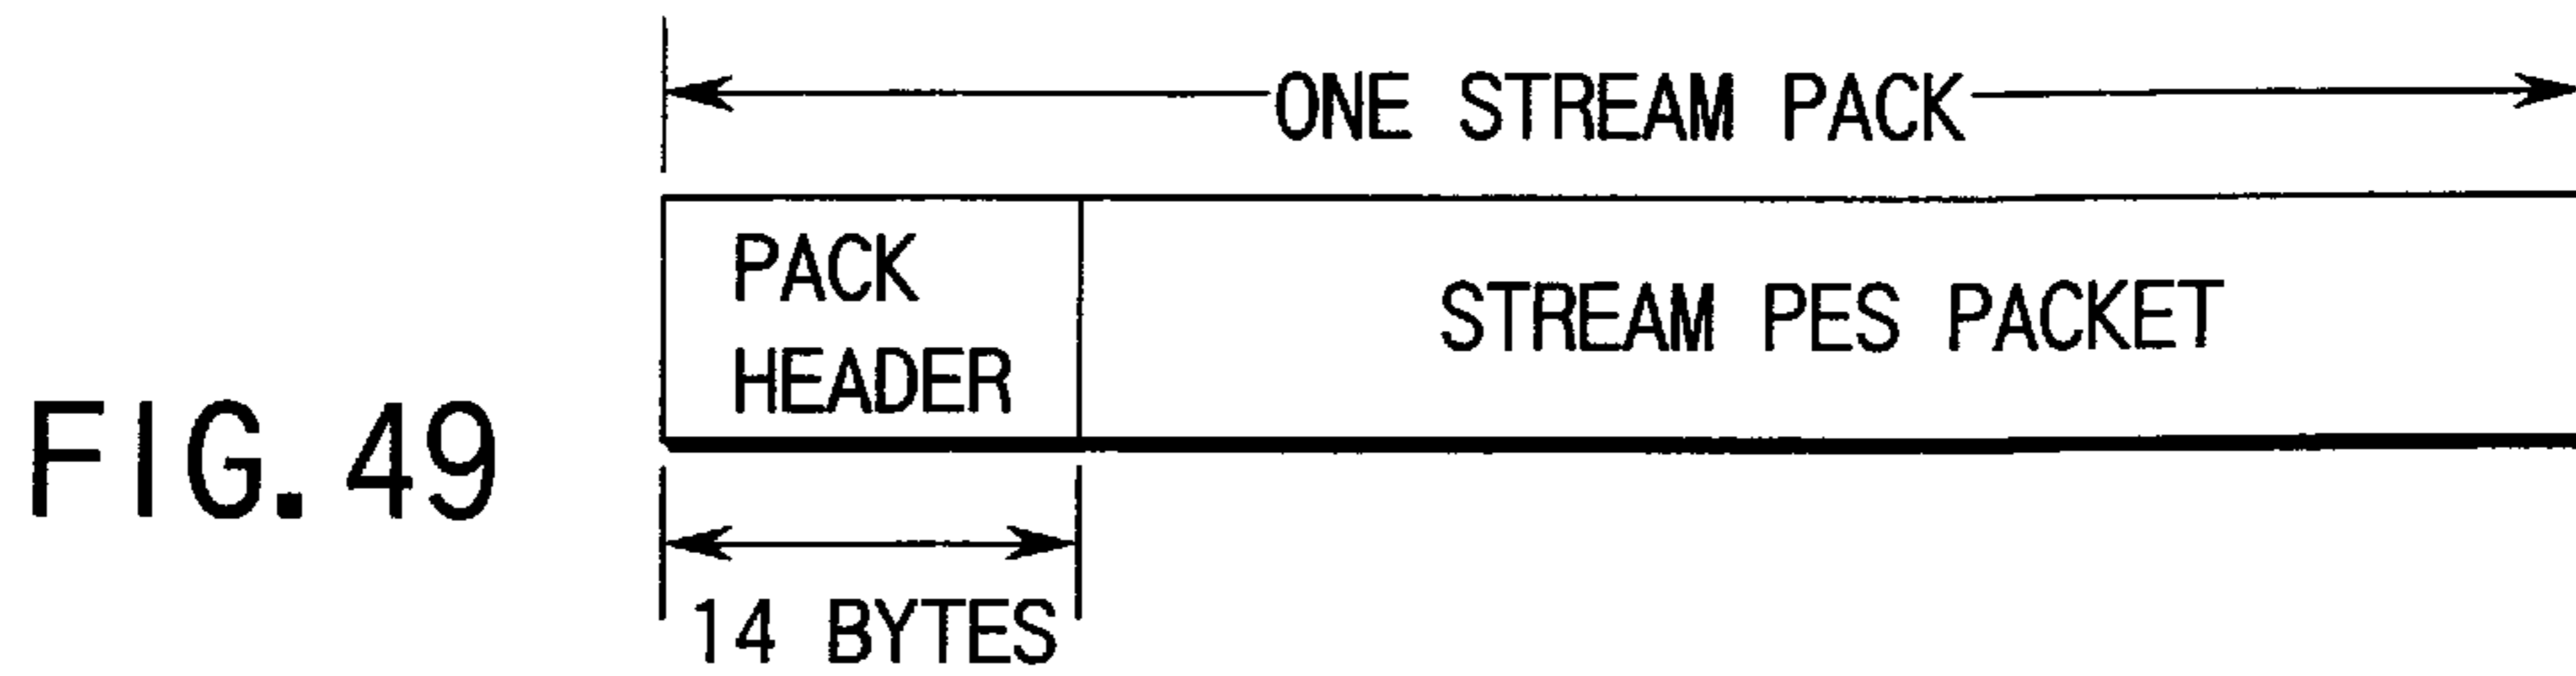 ONE STREAM PACK
PACK
HEADER
STREAM PES PACKET
FIG. 49
14 BYTES